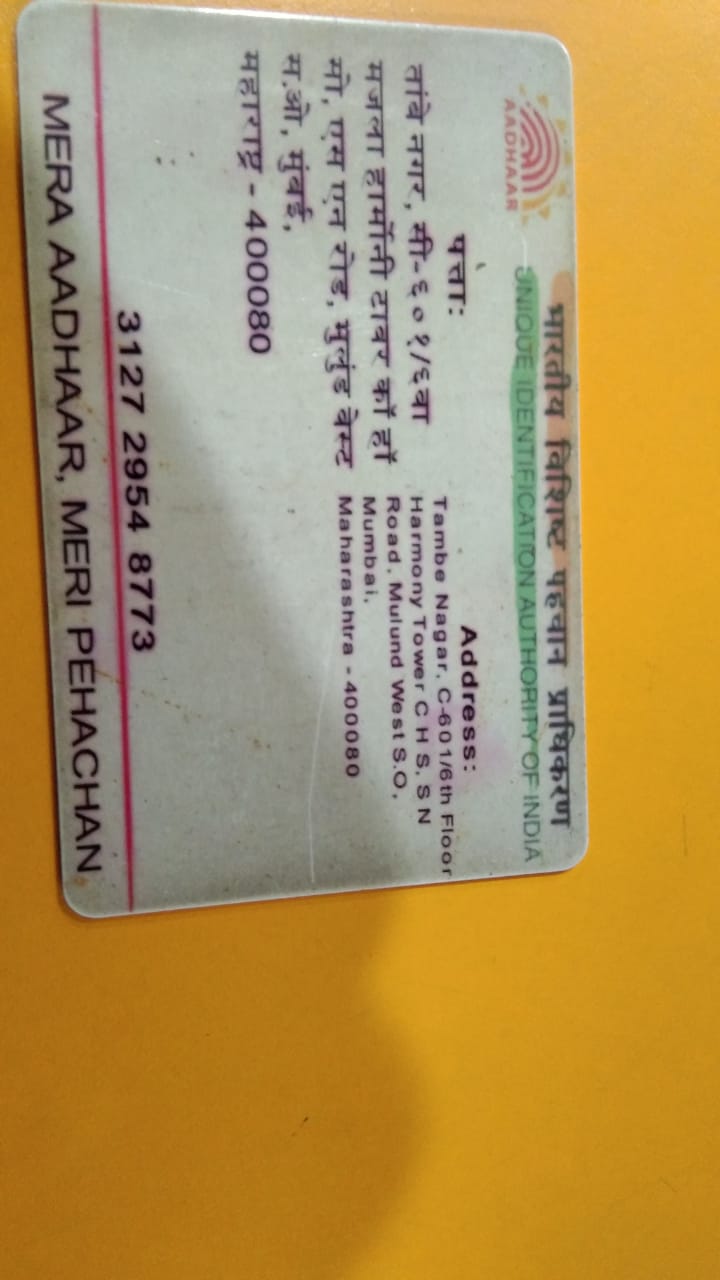 भारतीय विशिष्ट पहचान प्राधिकरण
UNIQUE IDENTIFICATION AUTHORITY OF INDIA
AADHAAR
पत्ता:
तांबे नगर, सी-६०१/६वा
मजला हार्मोनी टावर कॉ हॉ
मो, एम एन रोड, मुलुंड वेस्ट
म.ओ, मुंबई,
महाराष्ट्र - 400080
Address:
Tambe Nagar, C-601/6th Floor
Harmony Tower C H S, S N
Road, Mulund West S.O,
Mumbai,
Maharashtra - 400080
3127 2954 8773
MERA AADHAAR, MERI PEHACHAN